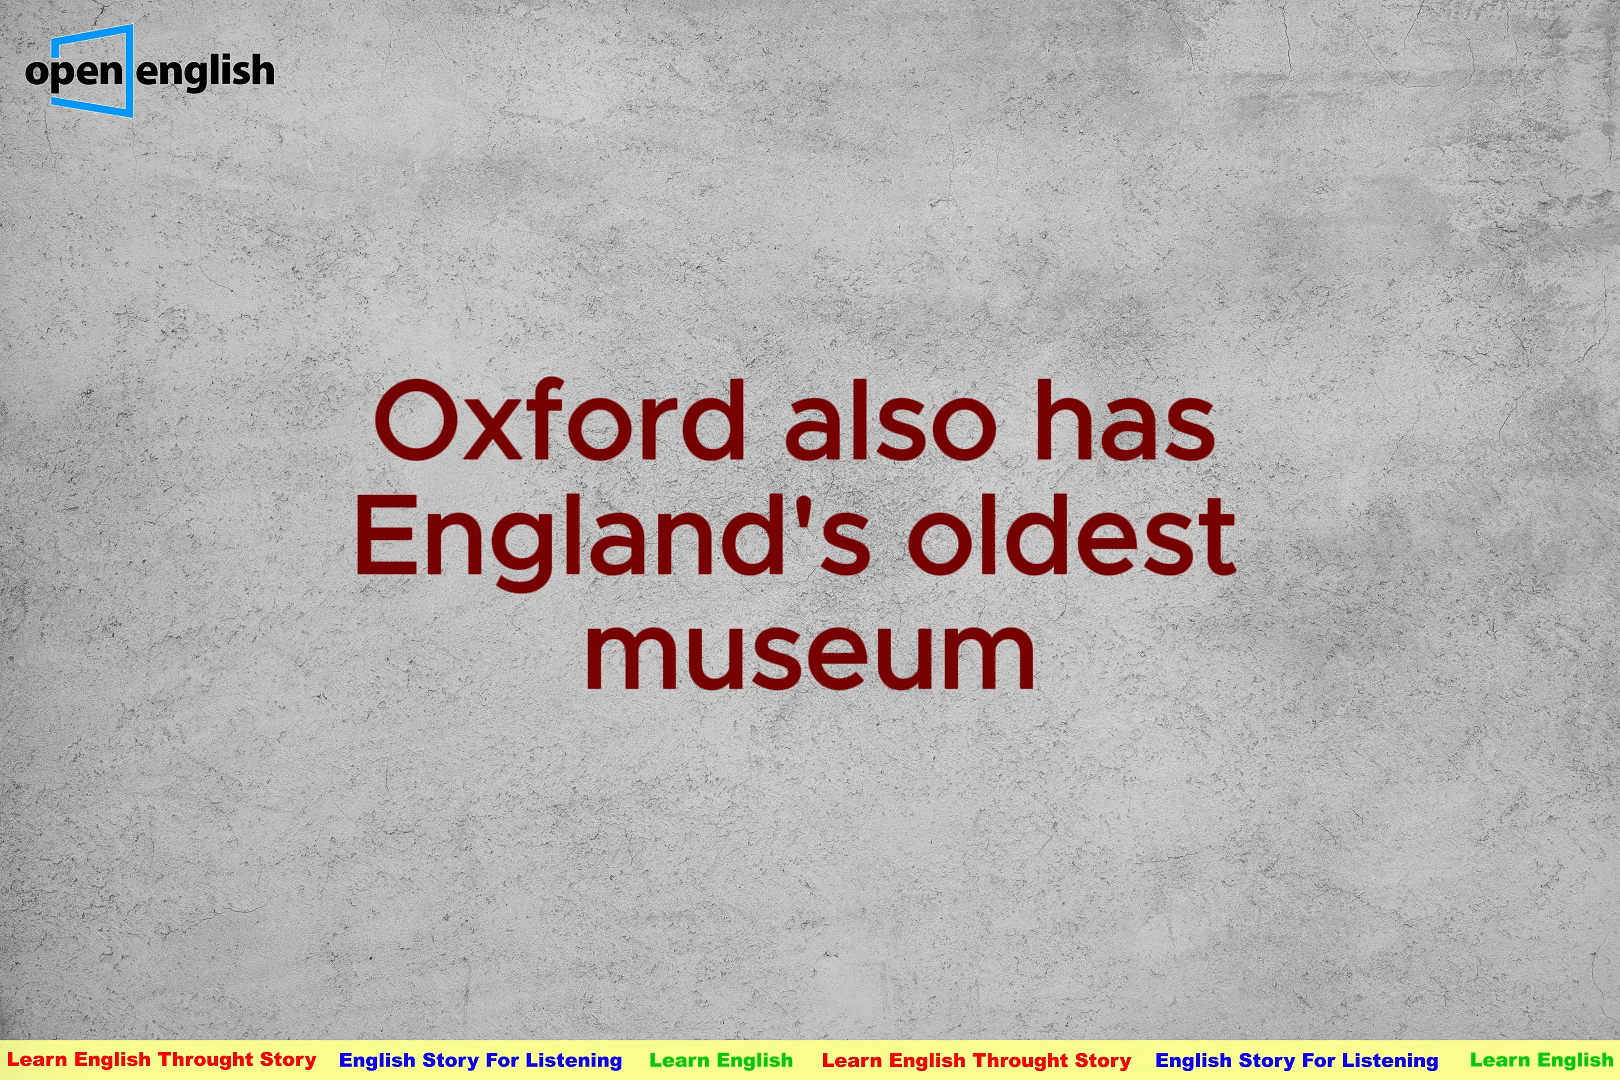 open english
Oxford also has
England's oldest
museum
Learn English Throught Story English Story For Listening Learn English Learn English Throught Story English Story For Listening Learn English